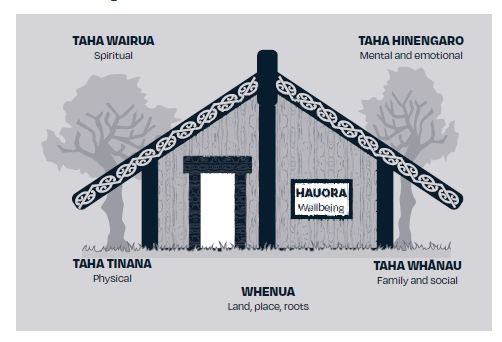 TAHA WAIRUA
Spiritual
TAHA HINENGARO
Mental and emotional
HAUORA
Wellbeing
TAHA TINANA
Physical
TAHA WHĀNAU
Family and social
WHENUA
Land, place, roots